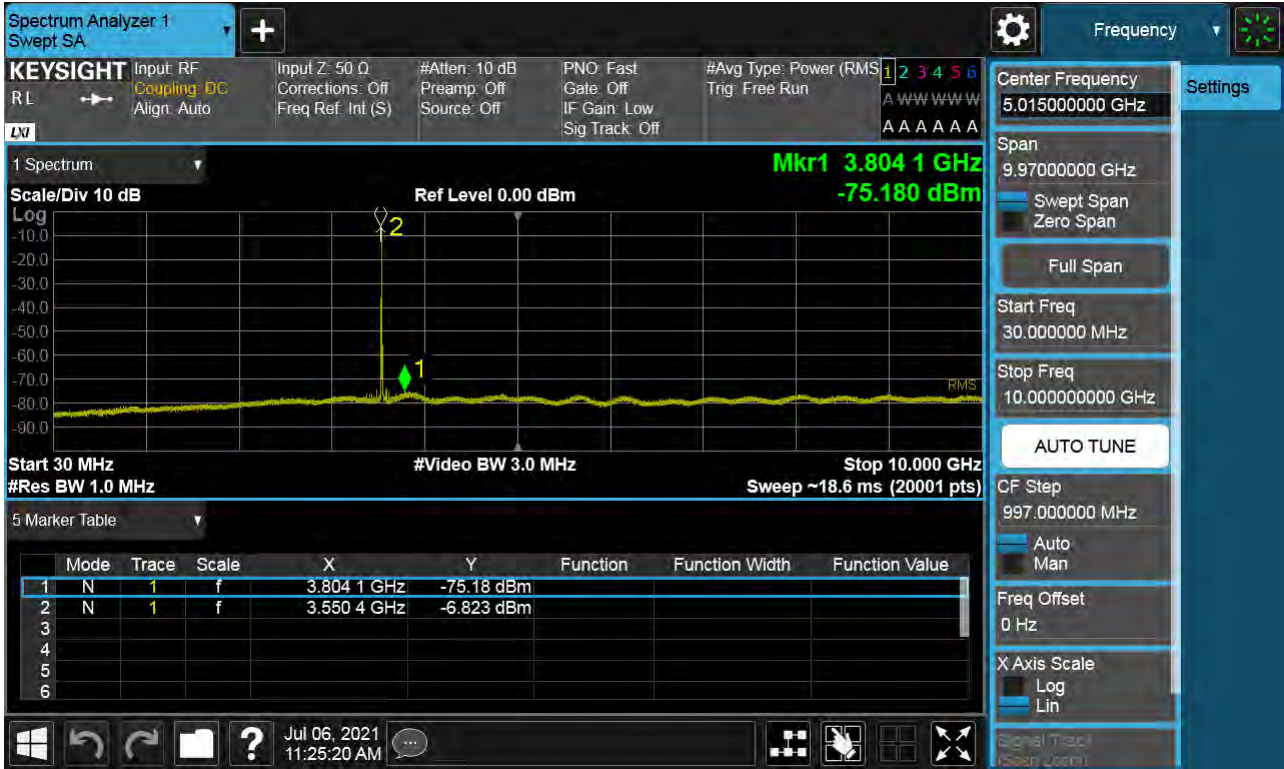 Spectrum Analyzer 1
Swept SA
Frequency
KEYSIGHT
R L
LXI
Input: RF
Coupling: DC
Align: Auto
Input Z: 50 Ω
Corrections: Off
Freq Ref: Int (S)
#Atten: 10 dB
Preamp: Off
Source: Off
PNO: Fast
Gate: Off
IF Gain: Low
Sig Track: Off
#Avg Type: Power (RMS
Trig: Free Run
1 2 3 4 5 6
A W W W W W
A A A A A A
1 Spectrum
Mkr1 3.804 1 GHz
Scale/Div 10 dB
Ref Level 0.00 dBm
-75.180 dBm
Log
2
-10.0
-20.0
-30.0
-40.0
-50.0
-60.0
1
-70.0
RMS
-80.0
-90.0
Start 30 MHz
#Video BW 3.0 MHz
Stop 10.000 GHz
#Res BW 1.0 MHz
Sweep ~18.6 ms (20001 pts)
5 Marker Table
Mode Trace Scale X Y Function Function Width Function Value
1 N 1 f 3.804 1 GHz -75.18 dBm
2 N 1 f 3.550 4 GHz -6.823 dBm
3
4
5
6
?
Jul 06, 2021
11:25:20 AM
Center Frequency
5.015000000 GHz
Settings
Span
9.97000000 GHz
Swept Span
Zero Span
Full Span
Start Freq
30.000000 MHz
Stop Freq
10.000000000 GHz
AUTO TUNE
CF Step
997.000000 MHz
Auto
Man
Freq Offset
0 Hz
X Axis Scale
Log
Lin
Signal Track
(Span Zoom)